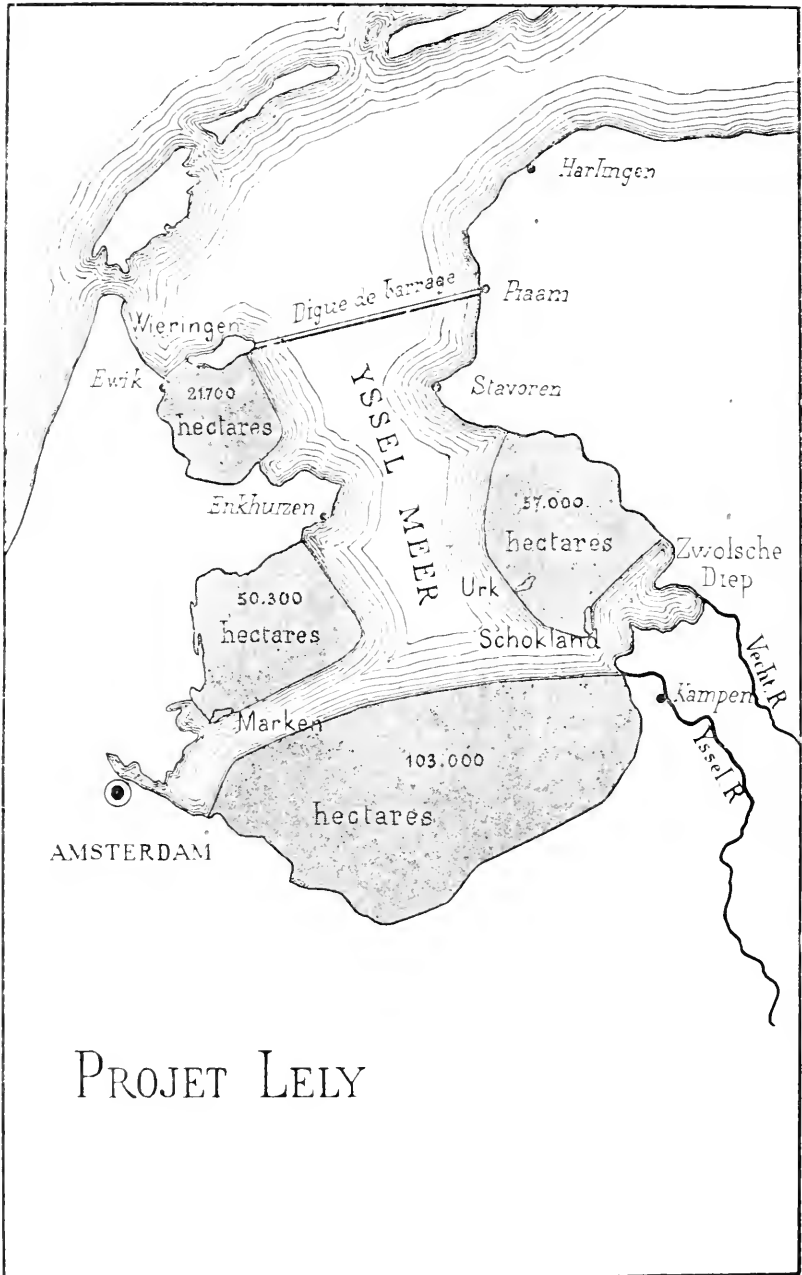 Harlingen
Digue de barrage
Piaam
Wieringen
Ewik
21.700
hectares
YSSEL MEER
Stavoren
Enkhuizen
57.000
hectares
Zwolsche
Diep
50.300
hectares
Urk
Schokland
Vecht. R
Kampen
Marken
103.000
hectares
Yssel R
AMSTERDAM
PROJET LELY